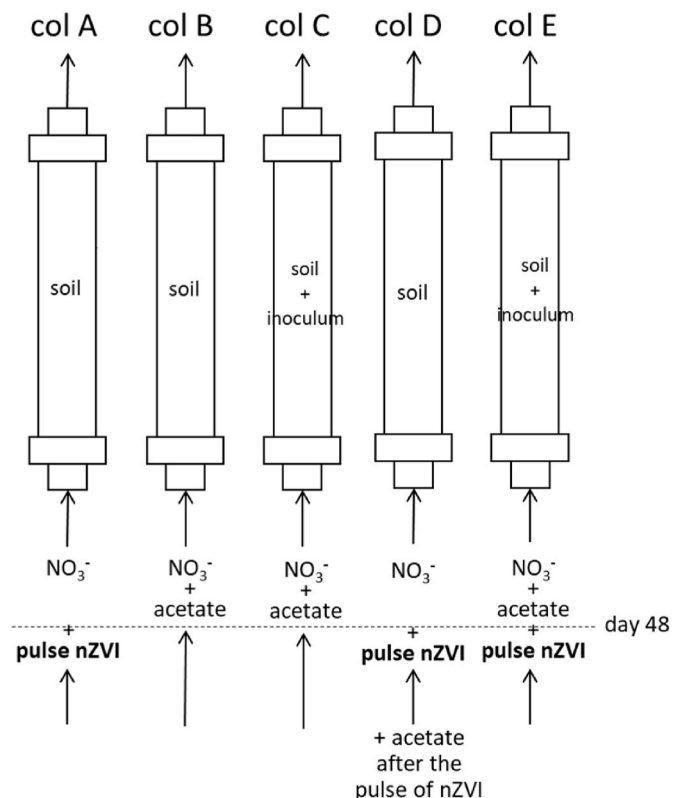 col A col B col C col D col E
soil
soil
soil
+
inoculum
soil
soil
+
inoculum
NO₃⁻
NO₃⁻
+
acetate
NO₃⁻
+
acetate
NO₃⁻
NO₃⁻
+
acetate
day 48
+
pulse nZVI
+
pulse nZVI
+
pulse nZVI
+ acetate
after the
pulse of nZVI